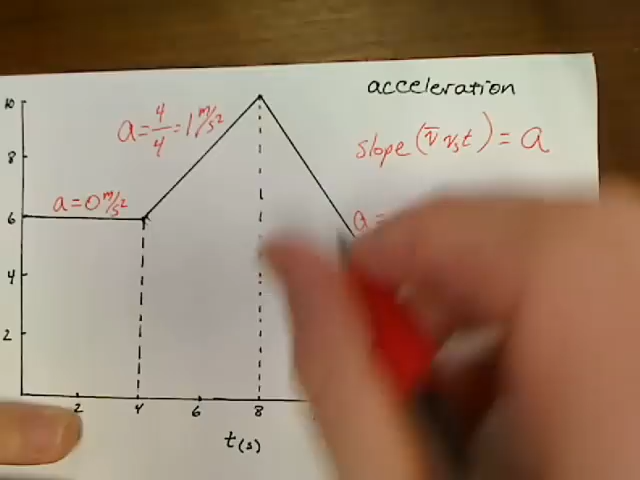 acceleration
slope (v̄ vs t) = a
a = 4/4 = 1 m/s²
a = 0 m/s²
a =
10
8
6
4
2
2 4 6 8
t(s)